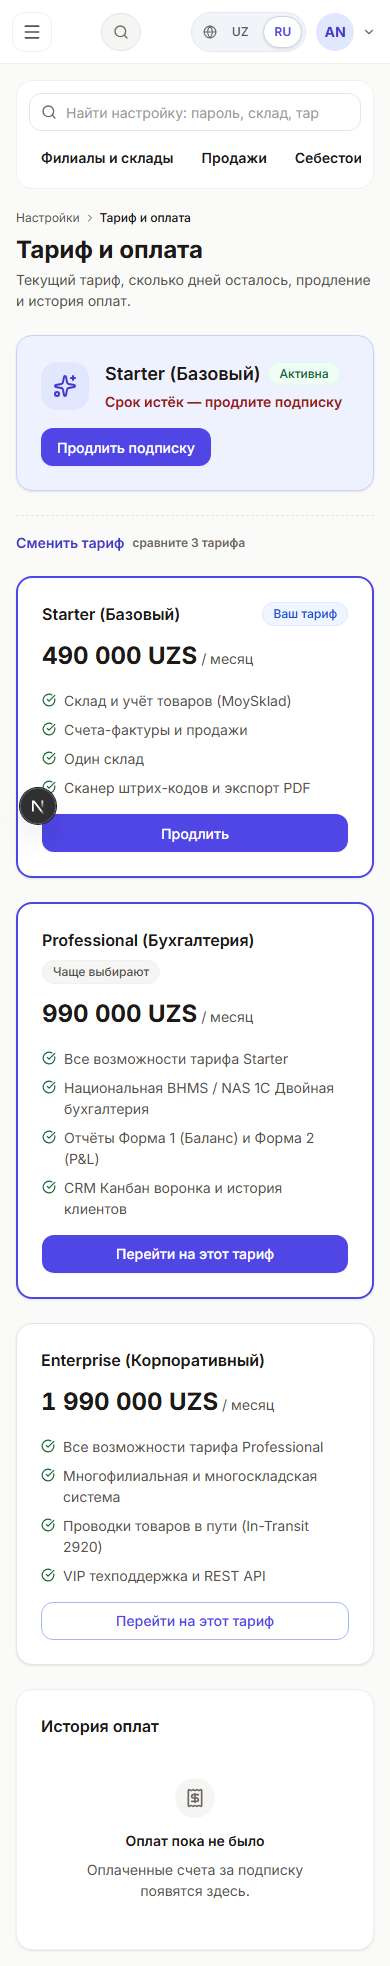 UZ RU AN
Найти настройку: пароль, склад, тар
Филиалы и склады Продажи Себестои
Настройки > Тариф и оплата
Тариф и оплата
Текущий тариф, сколько дней осталось, продление
и история оплат.
Starter (Базовый) Активна
Срок истёк — продлите подписку
Продлить подписку
Сменить тариф сравните 3 тарифа
Starter (Базовый) Ваш тариф
490 000 UZS / месяц
Склад и учёт товаров (MoySklad)
Счета-фактуры и продажи
Один склад
Сканер штрих-кодов и экспорт PDF
N
Продлить
Professional (Бухгалтерия)
Чаще выбирают
990 000 UZS / месяц
Все возможности тарифа Starter
Национальная BHMS / NAS 1С Двойная
бухгалтерия
Отчёты Форма 1 (Баланс) и Форма 2
(P&L)
CRM Канбан воронка и история
клиентов
Перейти на этот тариф
Enterprise (Корпоративный)
1 990 000 UZS / месяц
Все возможности тарифа Professional
Многофилиальная и многоскладская
система
Проводки товаров в пути (In-Transit
2920)
VIP техподдержка и REST API
Перейти на этот тариф
История оплат
Оплат пока не было
Оплаченные счета за подписку
появятся здесь.